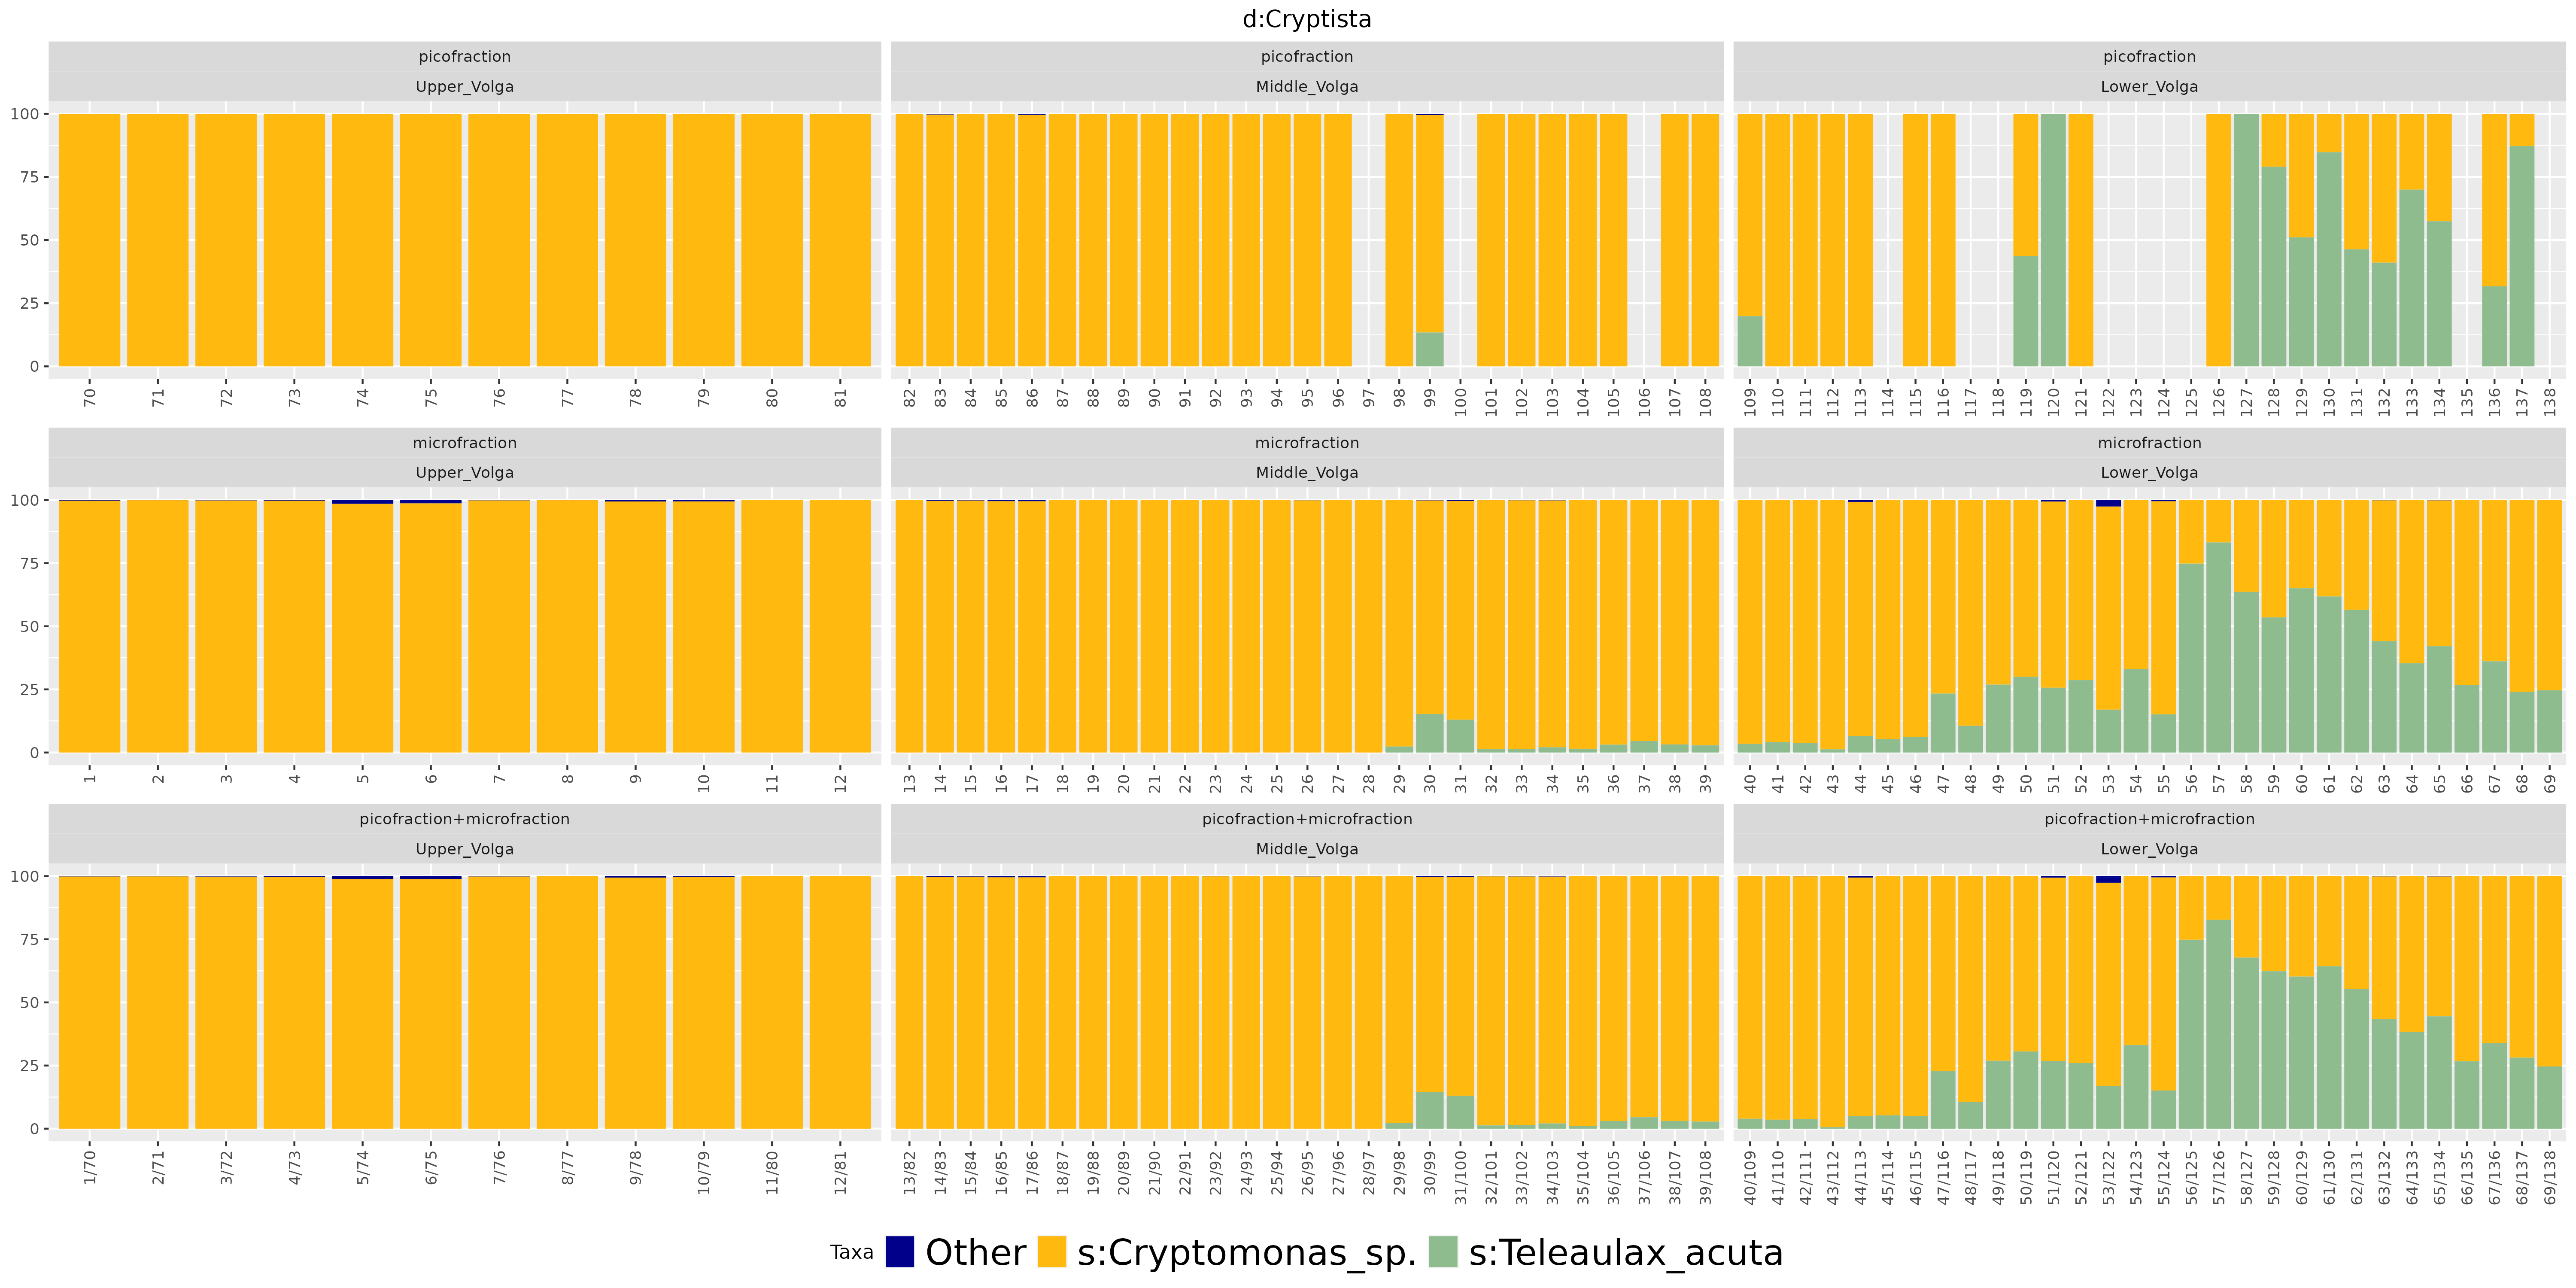 d:Cryptista
picofraction picofraction picofraction
Upper_Volga Middle_Volga Lower_Volga
100
75
50
25
0
70 71 72 73 74 75 76 77 78 79 80 81 82 83 84 85 86 87 88 89 90 91 92 93 94 95 96 97 98 99 100 101 102 103 104 105 106 107 108 109 110 111 112 113 114 115 116 117 118 119 120 121 122 123 124 125 126 127 128 129 130 131 132 133 134 135 136 137 138
microfraction microfraction microfraction
Upper_Volga Middle_Volga Lower_Volga
100
75
50
25
0
1 2 3 4 5 6 7 8 9 10 11 12 13 14 15 16 17 18 19 20 21 22 23 24 25 26 27 28 29 30 31 32 33 34 35 36 37 38 39 40 41 42 43 44 45 46 47 48 49 50 51 52 53 54 55 56 57 58 59 60 61 62 63 64 65 66 67 68 69
picofraction+microfraction picofraction+microfraction picofraction+microfraction
Upper_Volga Middle_Volga Lower_Volga
100
75
50
25
0
1/70 2/71 3/72 4/73 5/74 6/75 7/76 8/77 9/78 10/79 11/80 12/81 13/82 14/83 15/84 16/85 17/86 18/87 19/88 20/89 21/90 22/91 23/92 24/93 25/94 26/95 27/96 28/97 29/98 30/99 31/100 32/101 33/102 34/103 35/104 36/105 37/106 38/107 39/108 40/109 41/110 42/111 43/112 44/113 45/114 46/115 47/116 48/117 49/118 50/119 51/120 52/121 53/122 54/123 55/124 56/125 57/126 58/127 59/128 60/129 61/130 62/131 63/132 64/133 65/134 66/135 67/136 68/137 69/138
Taxa Other s:Cryptomonas_sp. s:Teleaulax_acuta